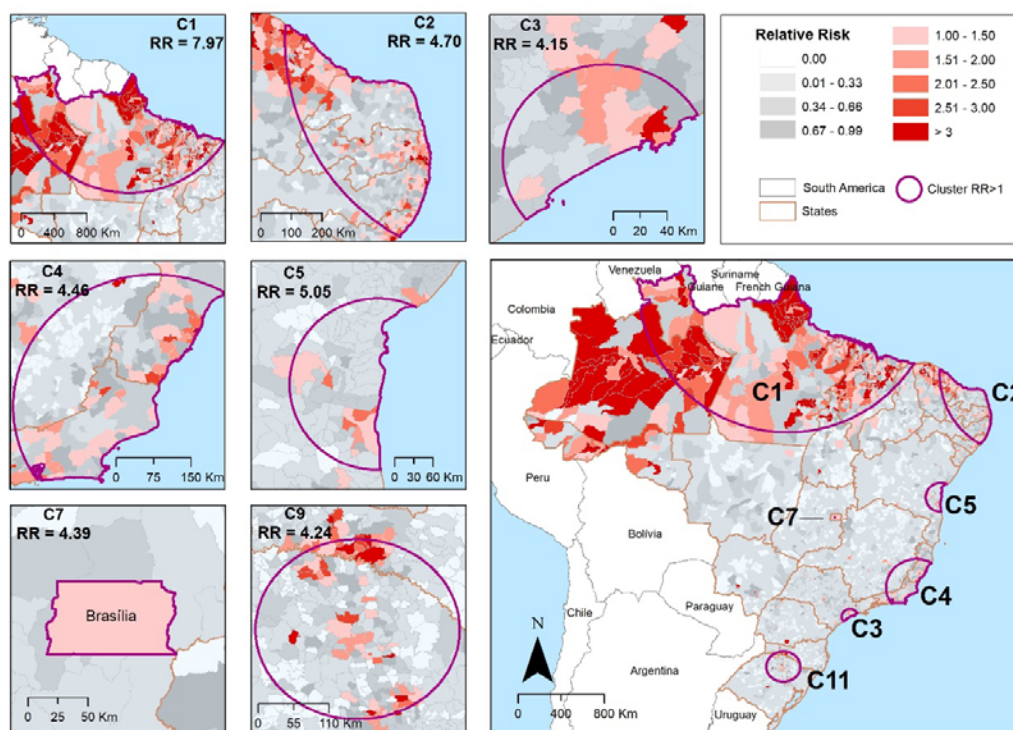 C1
RR = 7.97
0 400 800 Km
C2
RR = 4.70
0 100 200 Km
C3
RR = 4.15
0 20 40 Km
Relative Risk
0.00
0.01 - 0.33
0.34 - 0.66
0.67 - 0.99
1.00 - 1.50
1.51 - 2.00
2.01 - 2.50
2.51 - 3.00
> 3
South America
States
Cluster RR>1
C4
RR = 4.46
0 75 150 Km
C5
RR = 5.05
0 30 60 Km
C7
RR = 4.39
Brasília
0 25 50 Km
C9
RR = 4.24
0 55 110 Km
Venezuela
Suriname
Guiane
French Guiana
Colombia
Ecuador
C1
C2
Peru
C5
C7
Bolívia
C4
Paraguay
C3
Chile
N
Argentina
C11
Uruguay
0 400 800 Km